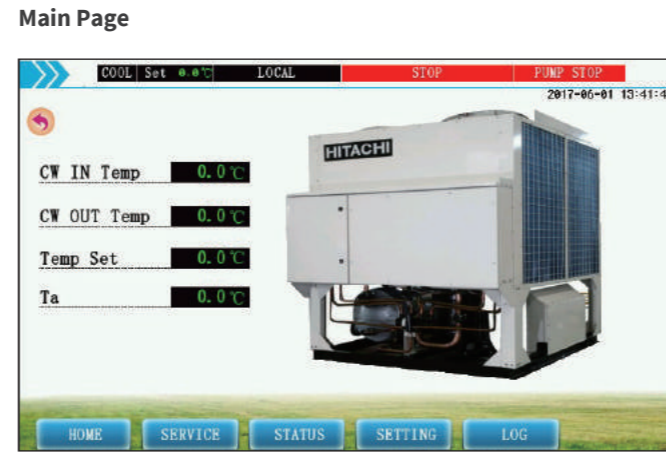 Main Page
COOL Set 0.0℃ LOCAL STOP PUMP STOP
2017-06-01 13:41:4
HITACHI
CW IN Temp 0.0℃
CW OUT Temp 0.0℃
Temp Set 0.0℃
Ta 0.0℃
HOME SERVICE STATUS SETTING LOG